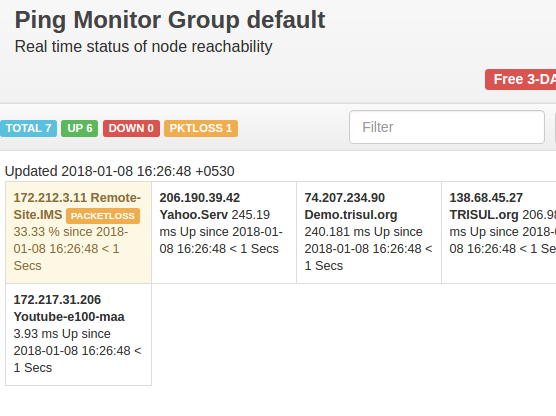 Ping Monitor Group default
Real time status of node reachability
Free 3-DA
TOTAL 7 UP 6 DOWN 0 PKTLOSS 1
Filter
Updated 2018-01-08 16:26:48 +0530
172.212.3.11 Remote-
Site.IMS PACKETLOSS
33.33 % since 2018-
01-08 16:26:48 < 1
Secs
206.190.39.42
Yahoo.Serv 245.19
ms Up since 2018-01-
08 16:26:48 < 1 Secs
74.207.234.90
Demo.trisul.org
240.181 ms Up since
2018-01-08 16:26:48 <
1 Secs
138.68.45.27
TRISUL.org 206.98
ms Up since 2018-0
08 16:26:48 < 1 Sec
172.217.31.206
Youtube-e100-maa
3.93 ms Up since
2018-01-08 16:26:48 <
1 Secs